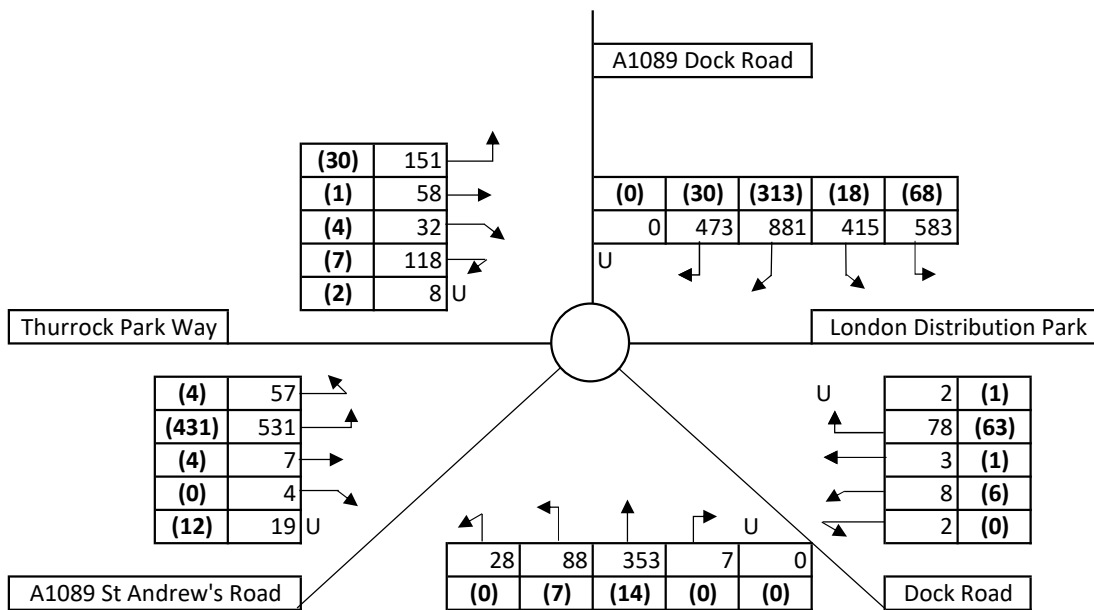 A1089 Dock Road
(30) 151
(1) 58
(4) 32
(7) 118
(2) 8 U
(0) (30) (313) (18) (68)
0 473 881 415 583
U
Thurrock Park Way
London Distribution Park
(4) 57
(431) 531
(4) 7
(0) 4
(12) 19 U
U 2 (1)
78 (63)
3 (1)
8 (6)
2 (0)
U
28 88 353 7 0
(0) (7) (14) (0) (0)
A1089 St Andrew's Road
Dock Road